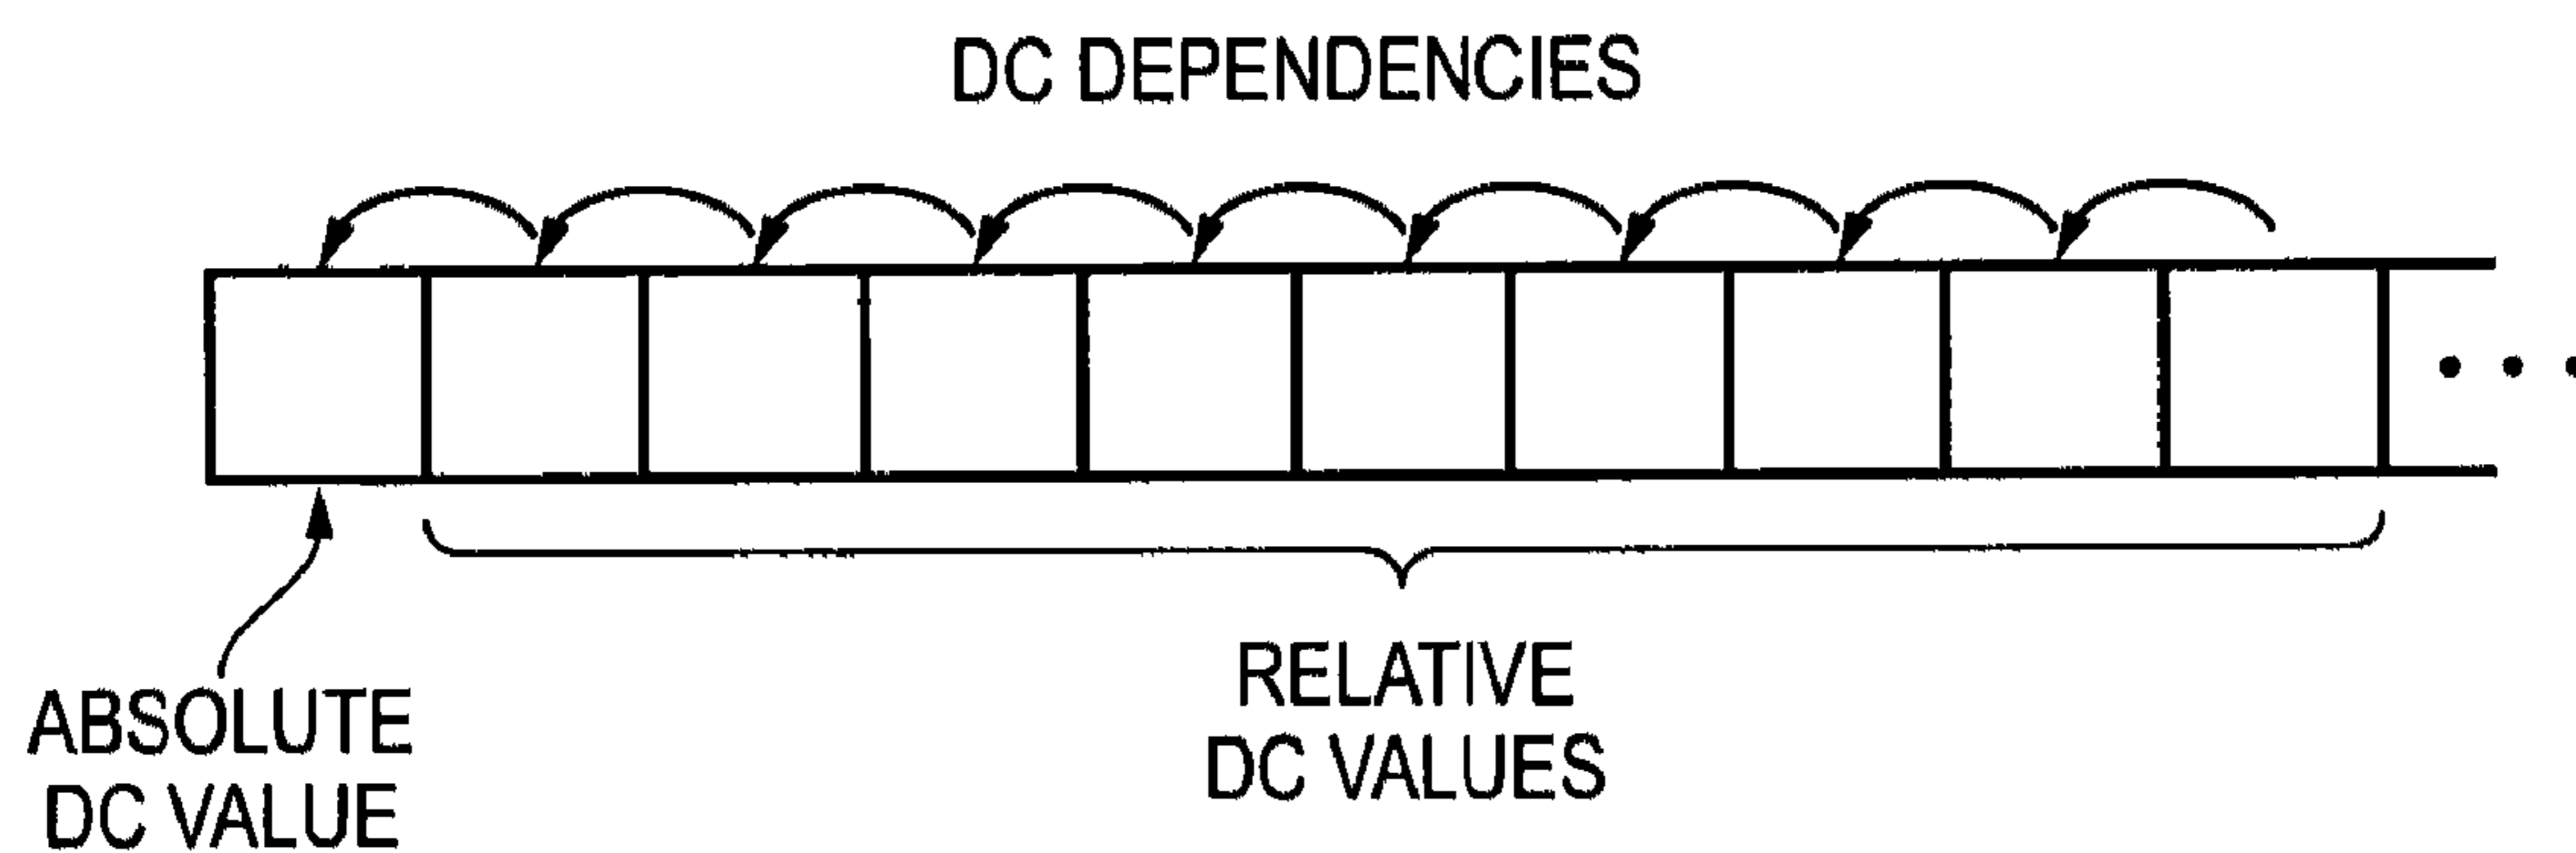 DC DEPENDENCIES
ABSOLUTE
DC VALUE
RELATIVE
DC VALUES